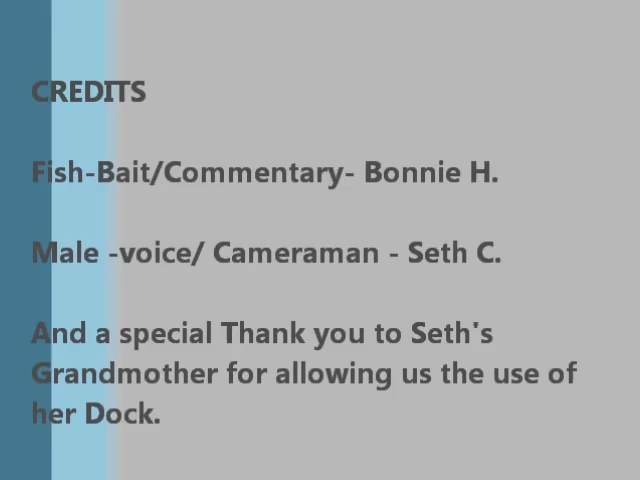 CREDITS
Fish-Bait/Commentary- Bonnie H.
Male -voice/ Cameraman - Seth C.
And a special Thank you to Seth's
Grandmother for allowing us the use of
her Dock.